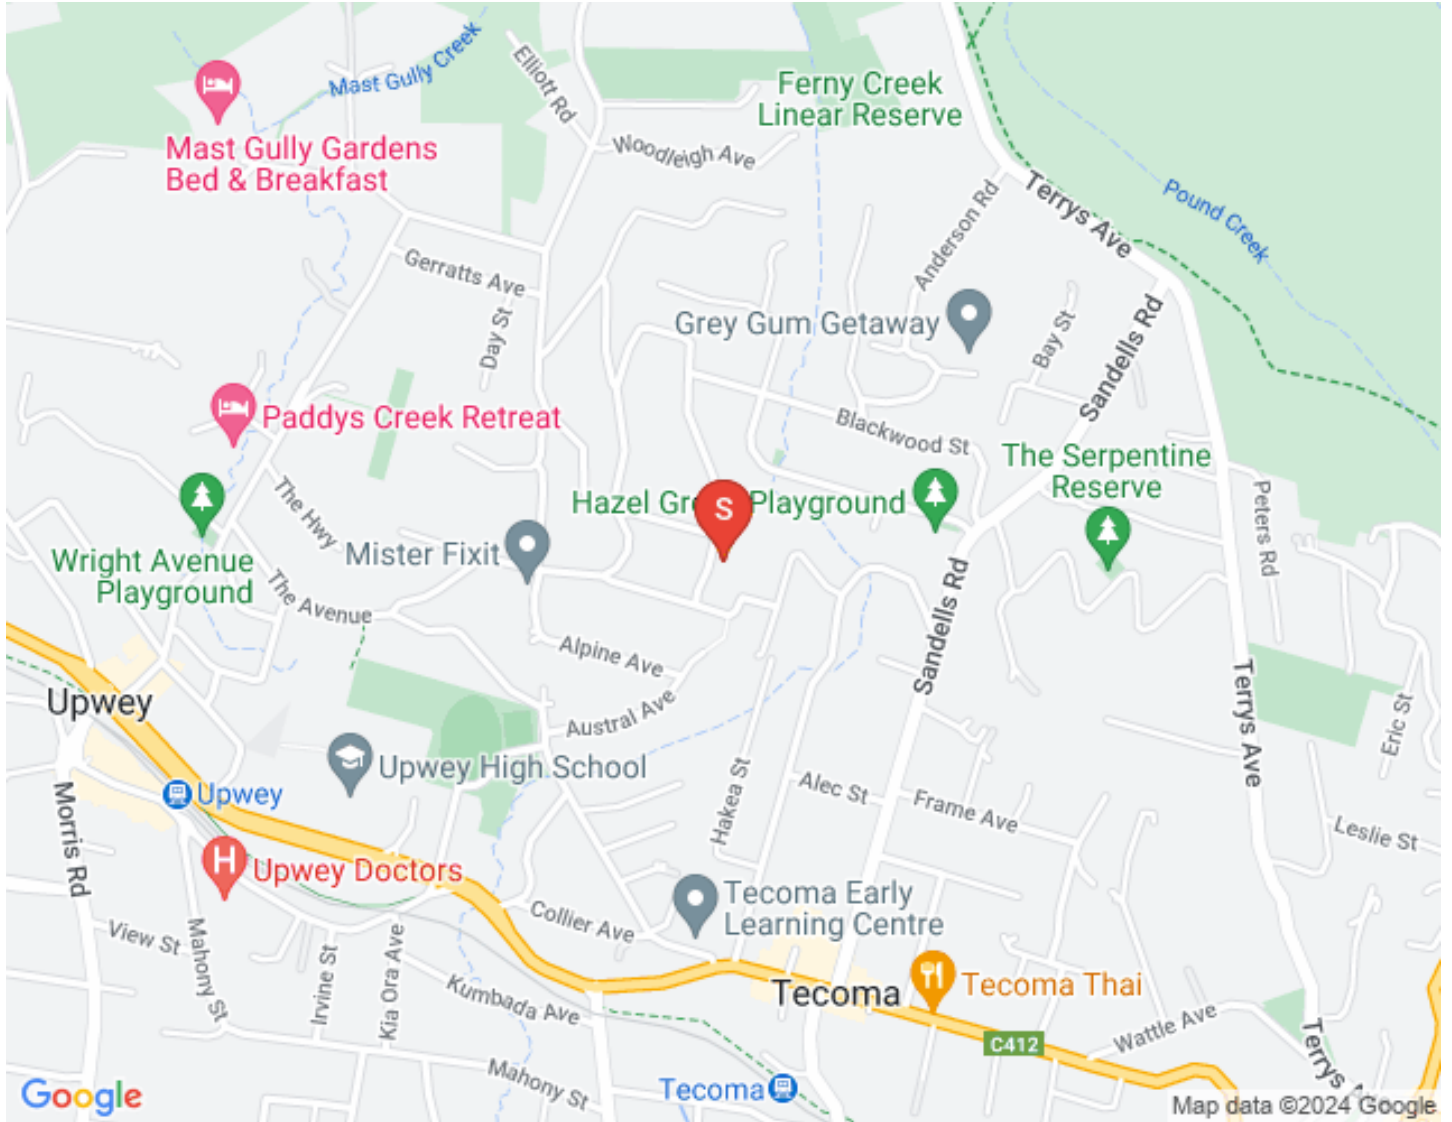 Mast Gully Creek
Elliott Rd
Ferny Creek
Linear Reserve
Mast Gully Gardens
Bed & Breakfast
Woodleigh Ave
Terrys Ave
Pound Creek
Anderson Rd
Gerratts Ave
Day St
Grey Gum Getaway
Bay St
Sandells Rd
Paddys Creek Retreat
Blackwood St
The Serpentine
Reserve
The Hwy
Hazel Gr
Playground
S
Peters Rd
Mister Fixit
Wright Avenue
Playground
The Avenue
Alpine Ave
Sandells Rd
Terrys Ave
Upwey
Austral Ave
Eric St
Upwey High School
Hakea St
Alec St
Frame Ave
Upwey
Morris Rd
Leslie St
H
Upwey Doctors
Tecoma Early
Learning Centre
Collier Ave
View St
Mahony St
Irvine St
Kia Ora Ave
Kumbada Ave
Tecoma
Tecoma Thai
C412
Wattle Ave
Terrys Av
Mahony St
Tecoma
Google
Map data ©2024 Google